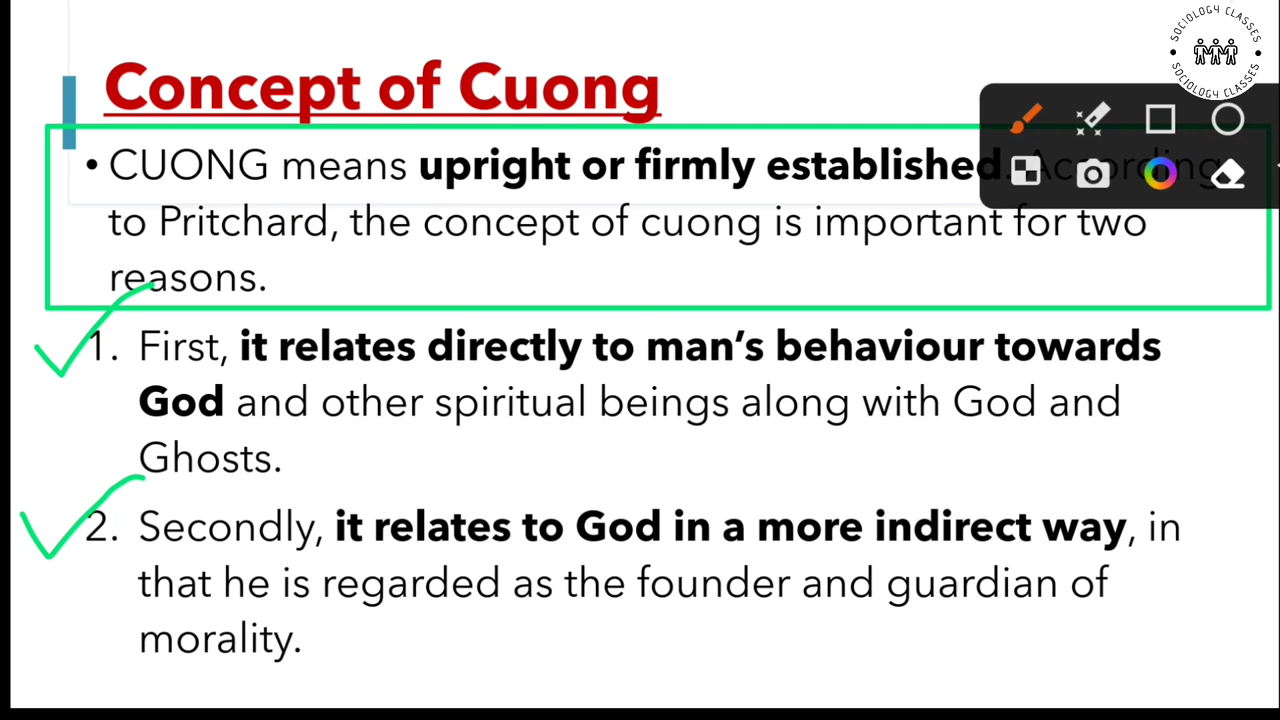 SOCIOLOGY CLASSES
SOCIOLOGY CLASSES
Concept of Cuong
• CUONG means upright or firmly established. According
to Pritchard, the concept of cuong is important for two
reasons.
1. First, it relates directly to man's behaviour towards
God and other spiritual beings along with God and
Ghosts.
2. Secondly, it relates to God in a more indirect way, in
that he is regarded as the founder and guardian of
morality.